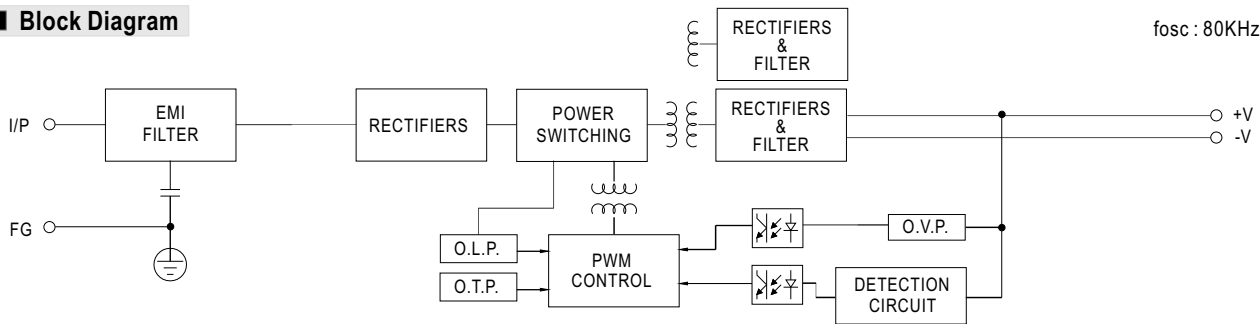 Block Diagram
fosc : 80KHz
RECTIFIERS
&
FILTER
I/P
EMI
FILTER
RECTIFIERS
POWER
SWITCHING
RECTIFIERS
&
FILTER
+V
-V
FG
O.L.P.
O.T.P.
PWM
CONTROL
O.V.P.
DETECTION
CIRCUIT